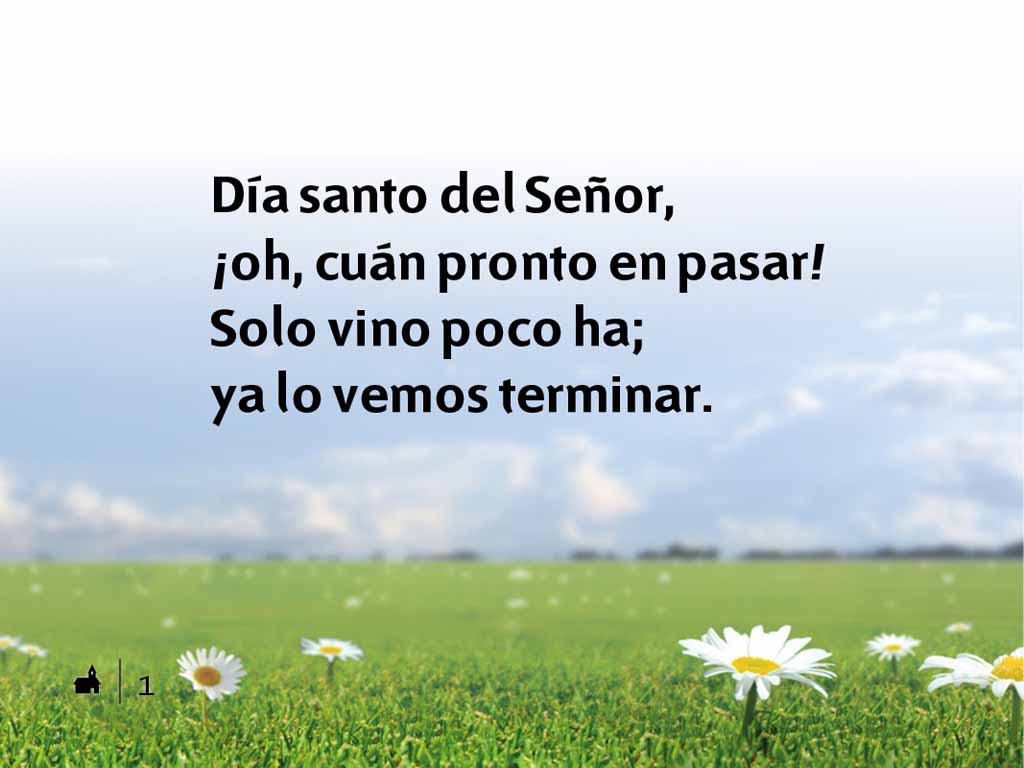 Día santo del Señor,
¡oh, cuán pronto en pasar!
Solo vino poco ha;
ya lo vemos terminar.
1